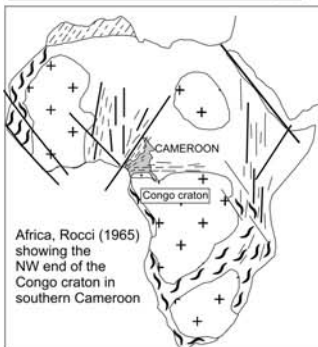 CAMEROON
Congo craton
Africa, Rocci (1965)
showing the
NW end of the
Congo craton in
southern Cameroon